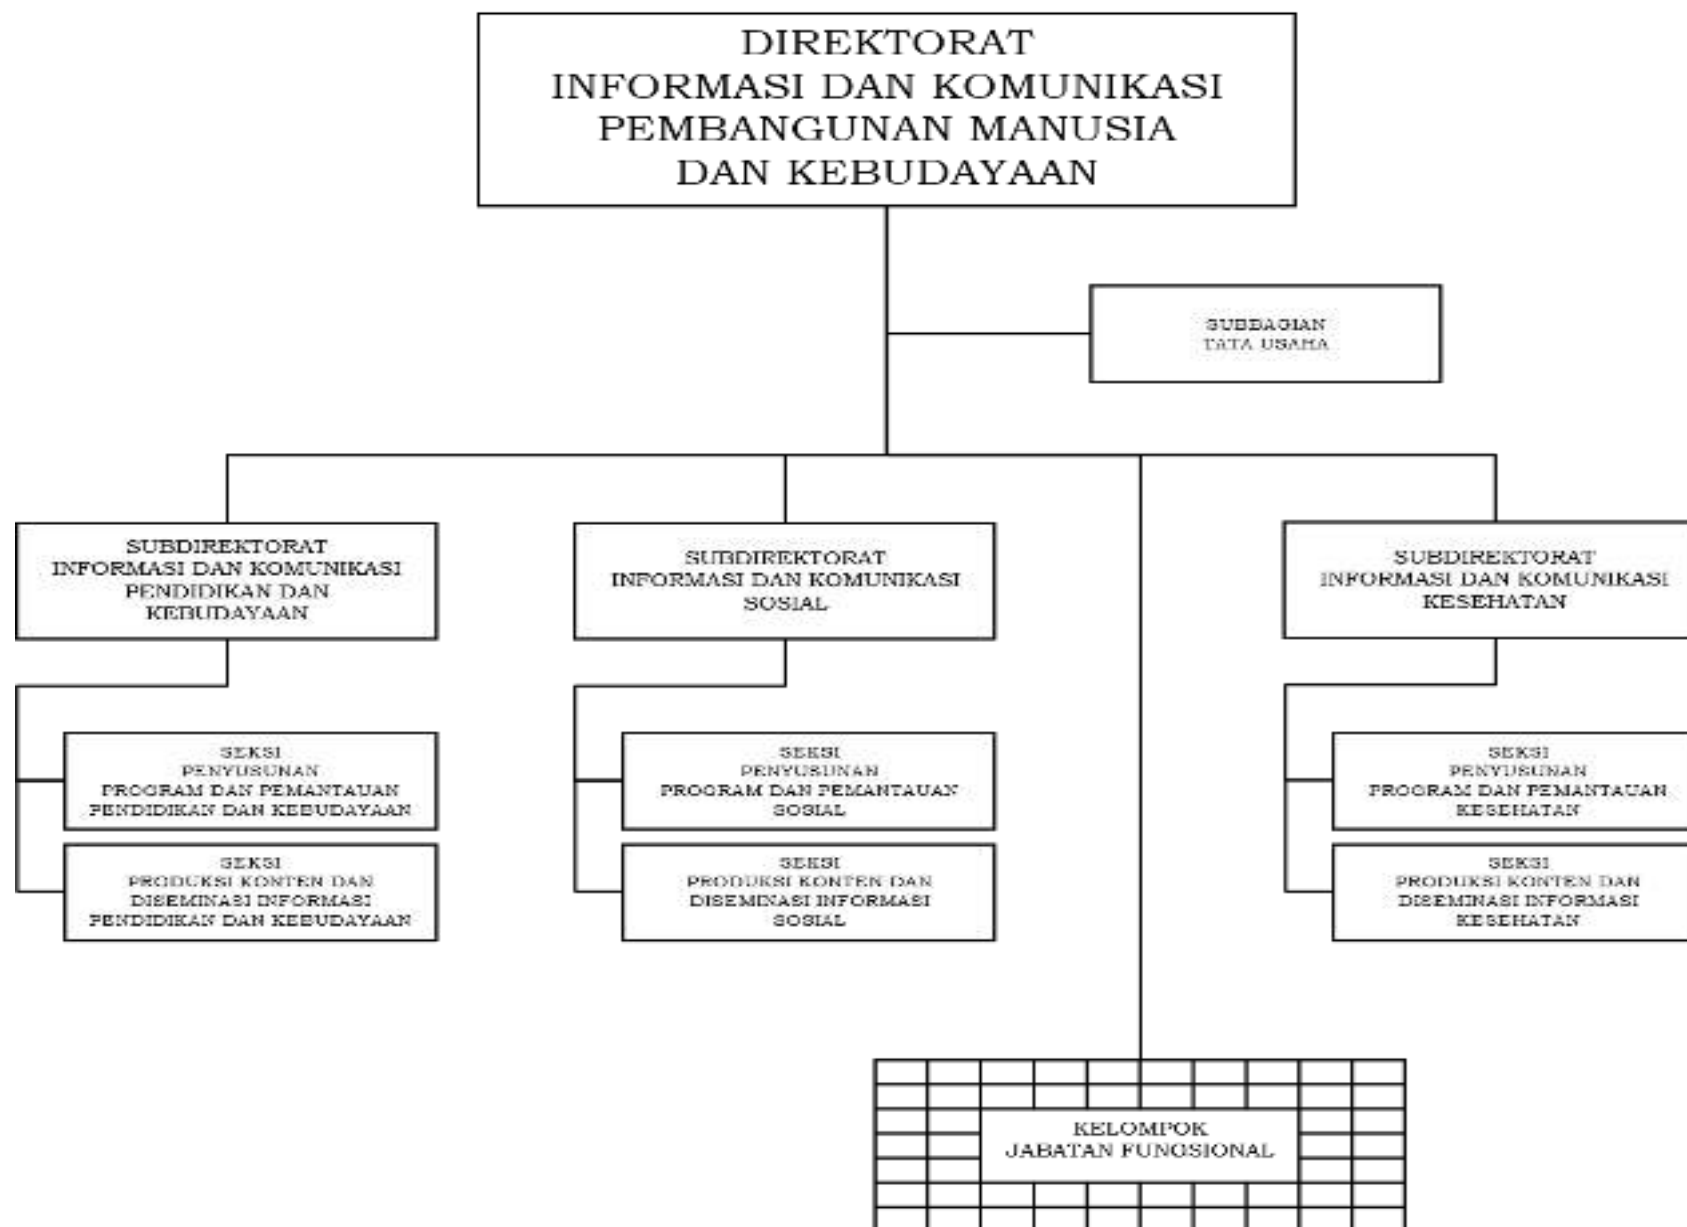 DIREKTORAT
INFORMASI DAN KOMUNIKASI
PEMBANGUNAN MANUSIA
DAN KEBUDAYAAN
SUBBAGIAN
TATA USAHA
SUBDIREKTORAT
INFORMASI DAN KOMUNIKASI
PENDIDIKAN DAN
KEBUDAYAAN
SUBDIREKTORAT
INFORMASI DAN KOMUNIKASI
SOSIAL
SUBDIREKTORAT
INFORMASI DAN KOMUNIKASI
KESEHATAN
SEKSI
PENYUSUNAN
PROGRAM DAN PEMANTAUAN
PENDIDIKAN DAN KEBUDAYAAN
SEKSI
PENYUSUNAN
PROGRAM DAN PEMANTAUAN
SOSIAL
SEKSI
PENYUSUNAN
PROGRAM DAN PEMANTAUAN
KESEHATAN
SEKSI
PRODUKSI KONTEN DAN
DISEMINASI INFORMASI
PENDIDIKAN DAN KEBUDAYAAN
SEKSI
PRODUKSI KONTEN DAN
DISEMINASI INFORMASI
SOSIAL
SEKSI
PRODUKSI KONTEN DAN
DISEMINASI INFORMASI
KESEHATAN
KELOMPOK
JABATAN FUNGSIONAL